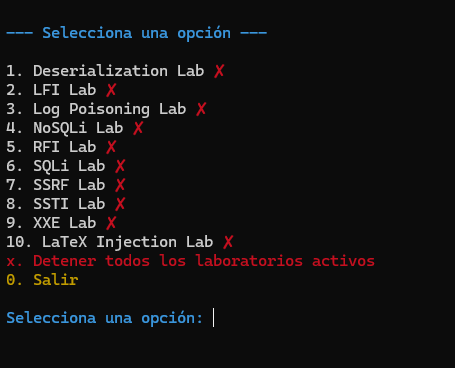 --- Selecciona una opción ---
1. Deserialization Lab ✗
2. LFI Lab ✗
3. Log Poisoning Lab ✗
4. NoSQLi Lab ✗
5. RFI Lab ✗
6. SQLi Lab ✗
7. SSRF Lab ✗
8. SSTI Lab ✗
9. XXE Lab ✗
10. LaTeX Injection Lab ✗
x. Detener todos los laboratorios activos
0. Salir
Selecciona una opción: